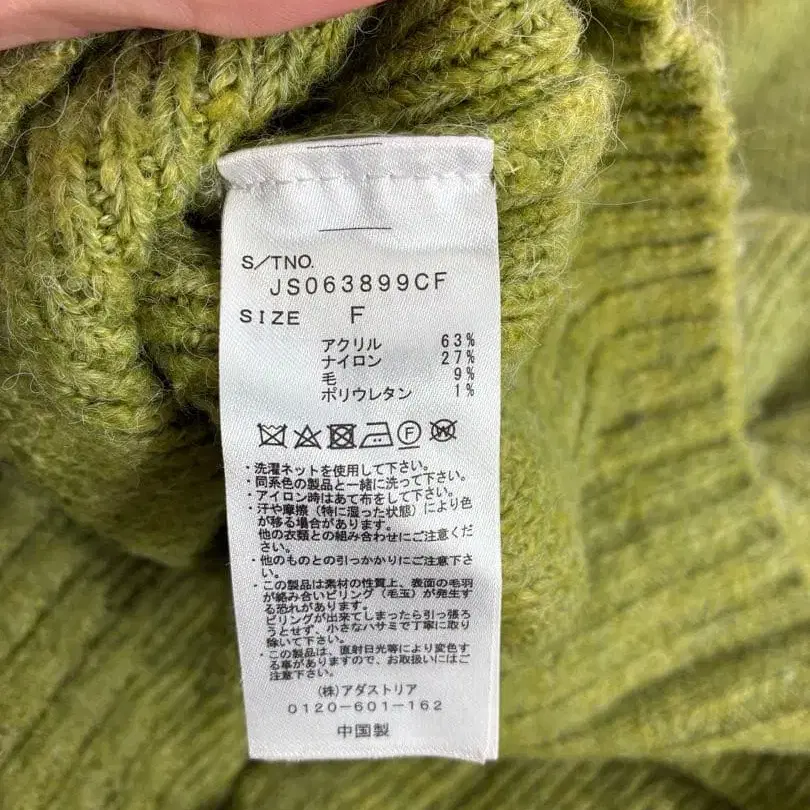 S/TNO.
JS063899CF
SIZE F
アクリル 63%
ナイロン 27%
毛 9%
ポリウレタン 1%
F W
・洗濯ネットを使用して下さい。
・同系色の製品と一緒に洗って下さい。
・アイロン時はあて布をして下さい。
・汗や摩擦（特に湿った状態）により色
が移る場合があります。
他の衣類との組み合わせにご注意くだ
さい。
・他のものとの引っかかりにご注意下さ
い。
・この製品は素材の性質上、表面の毛羽
が絡み合いピリング（毛玉）が発生す
る恐れがあります。
ピリングが出来てしまったら引っ張ろ
うとせず、小さなハサミで丁寧に取り
除いて下さい。
・この製品は、直射日光等により変色す
る事がありますので、お取扱いにはご
注意下さい。
（株）アダストリア
0120-601-162
中国製